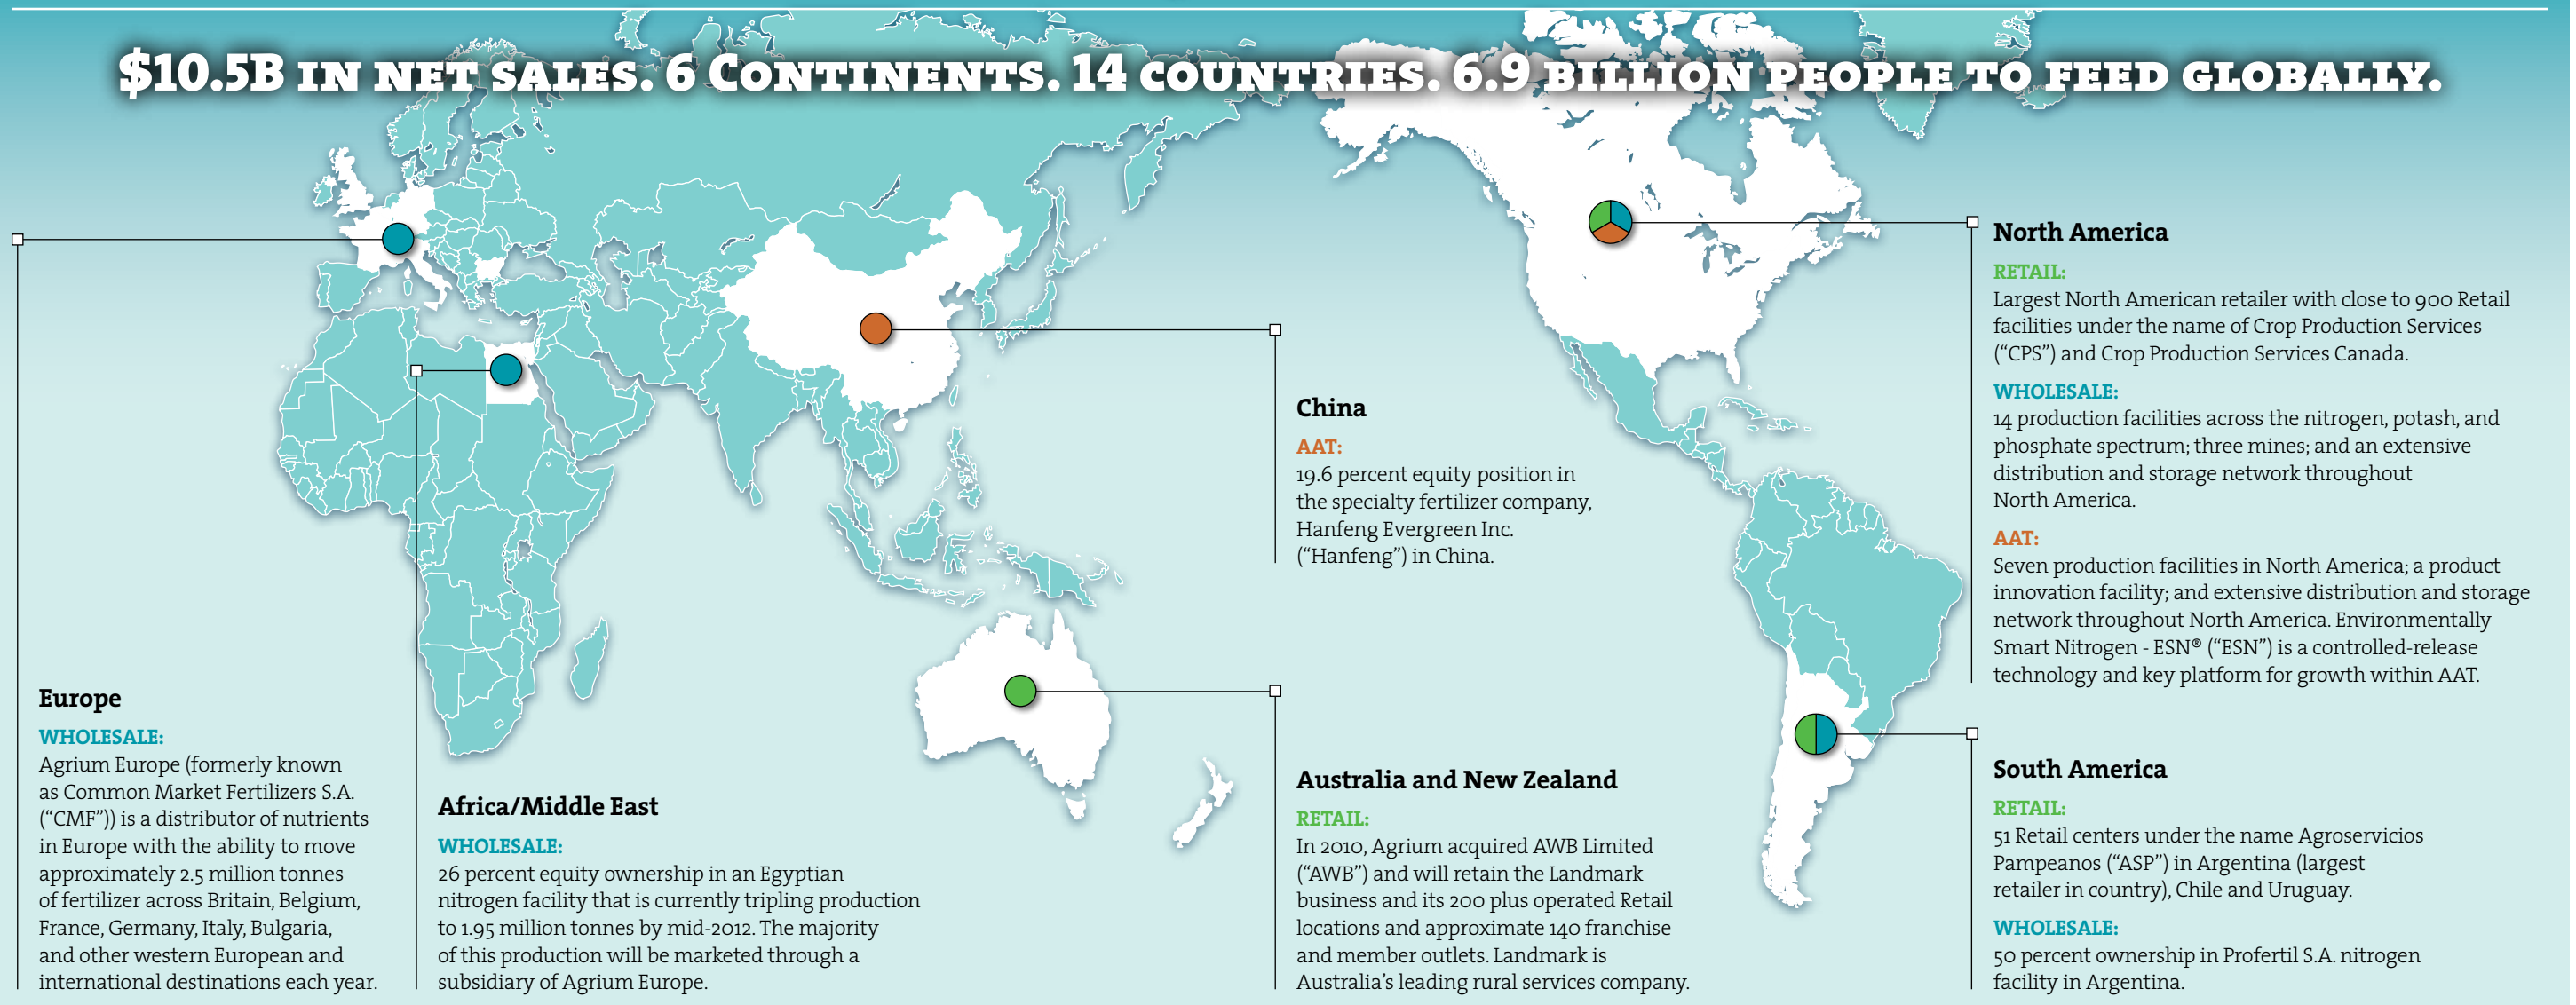 $10.5B in net sales. 6 Continents. 14 countries. 6.9 billion people to feed globally.
Europe
WHOLESALE:
Agrium Europe (formerly known
as Common Market Fertilizers S.A.
(“CMF”)) is a distributor of nutrients
in Europe with the ability to move
approximately 2.5 million tonnes
of fertilizer across Britain, Belgium,
France, Germany, Italy, Bulgaria,
and other western European and
international destinations each year.
Africa/Middle East
WHOLESALE:
26 percent equity ownership in an Egyptian
nitrogen facility that is currently tripling production
to 1.95 million tonnes by mid-2012. The majority
of this production will be marketed through a
subsidiary of Agrium Europe.
China
AAT:
19.6 percent equity position in
the specialty fertilizer company,
Hanfeng Evergreen Inc.
(“Hanfeng”) in China.
Australia and New Zealand
RETAIL:
In 2010, Agrium acquired AWB Limited
(“AWB”) and will retain the Landmark
business and its 200 plus operated Retail
locations and approximate 140 franchise
and member outlets. Landmark is
Australia’s leading rural services company.
North America
RETAIL:
Largest North American retailer with close to 900 Retail
facilities under the name of Crop Production Services
(“CPS”) and Crop Production Services Canada.
WHOLESALE:
14 production facilities across the nitrogen, potash, and
phosphate spectrum; three mines; and an extensive
distribution and storage network throughout
North America.
AAT:
Seven production facilities in North America; a product
innovation facility; and extensive distribution and storage
network throughout North America. Environmentally
Smart Nitrogen - ESN® (“ESN”) is a controlled-release
technology and key platform for growth within AAT.
South America
RETAIL:
51 Retail centers under the name Agroservicios
Pampeanos (“ASP”) in Argentina (largest
retailer in country), Chile and Uruguay.
WHOLESALE:
50 percent ownership in Profertil S.A. nitrogen
facility in Argentina.